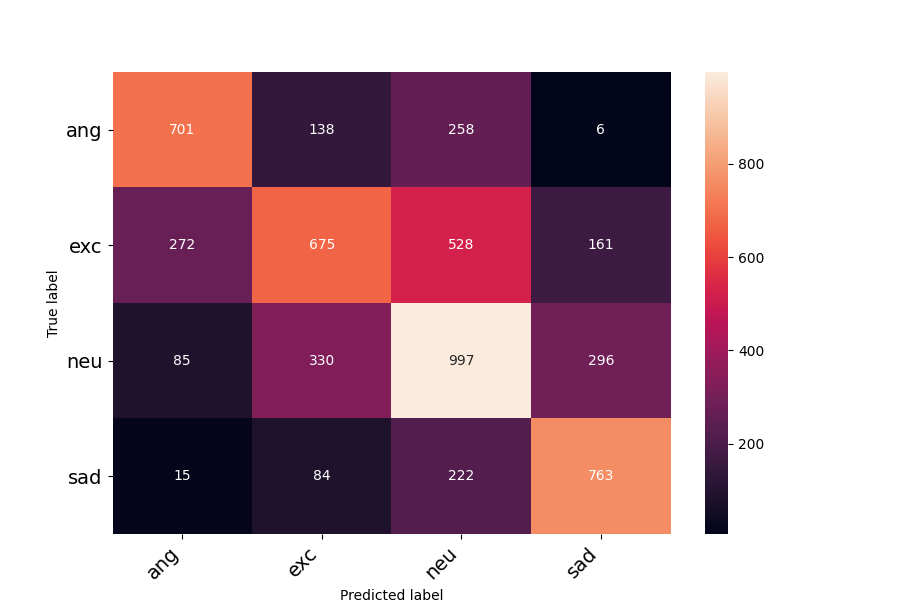 ang 701 138 258 6
exc 272 675 528 161
neu 85 330 997 296
sad 15 84 222 763
ang exc neu sad
True label
Predicted label
800
600
400
200